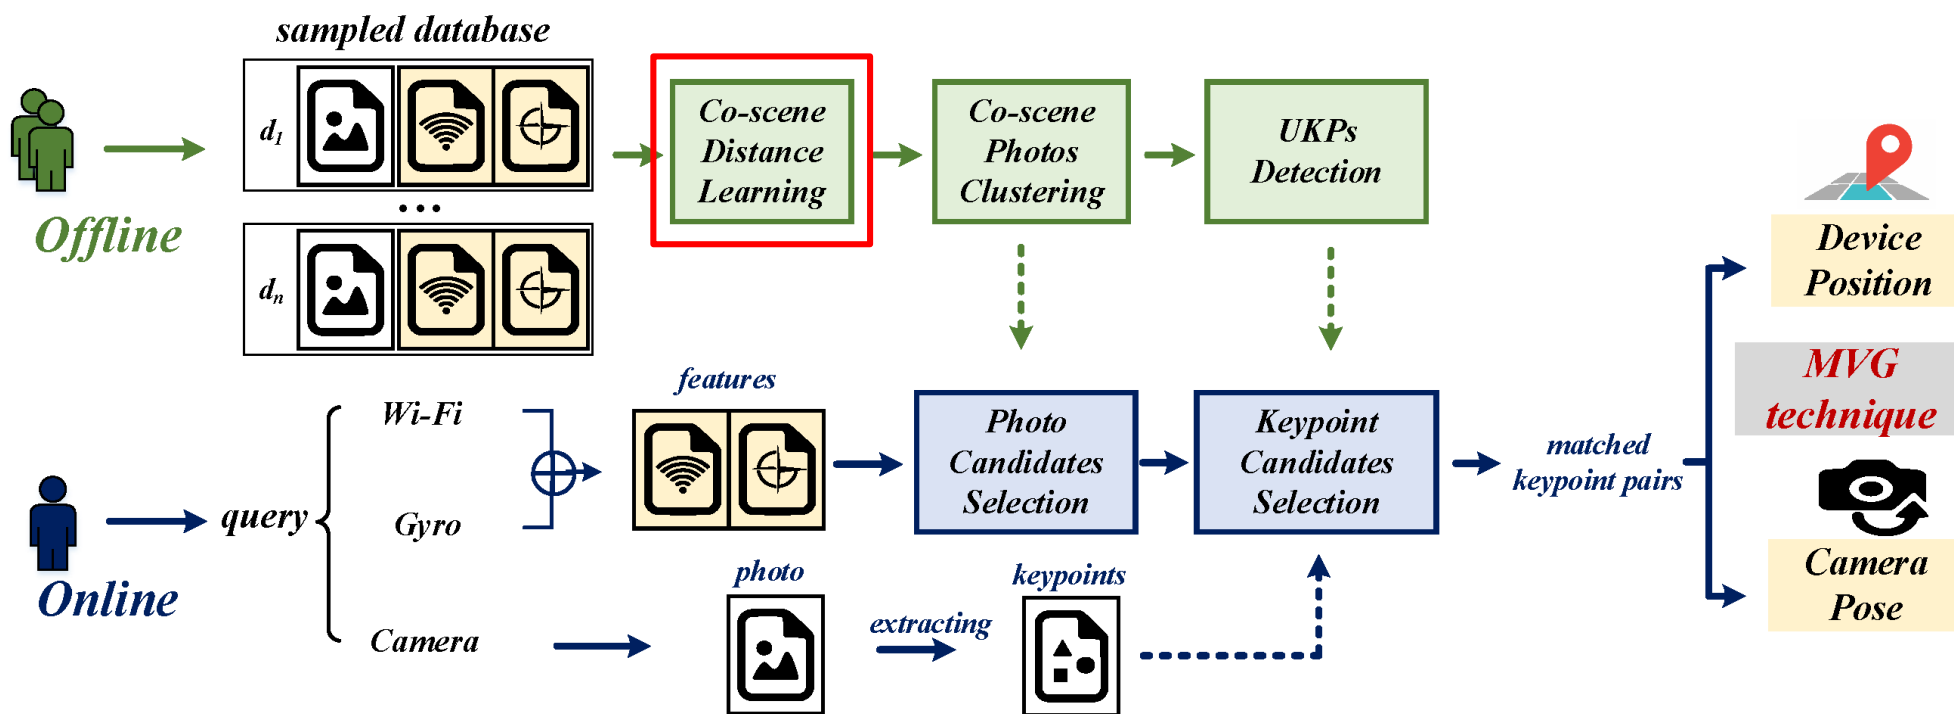 sampled database
d1
...
dn
Offline
Co-scene
Distance
Learning
Co-scene
Photos
Clustering
UKPs
Detection
Device
Position
MVG
technique
Camera
Pose
Online
query
Wi-Fi
Gyro
Camera
features
photo
extracting
keypoints
Photo
Candidates
Selection
Keypoint
Candidates
Selection
matched
keypoint pairs